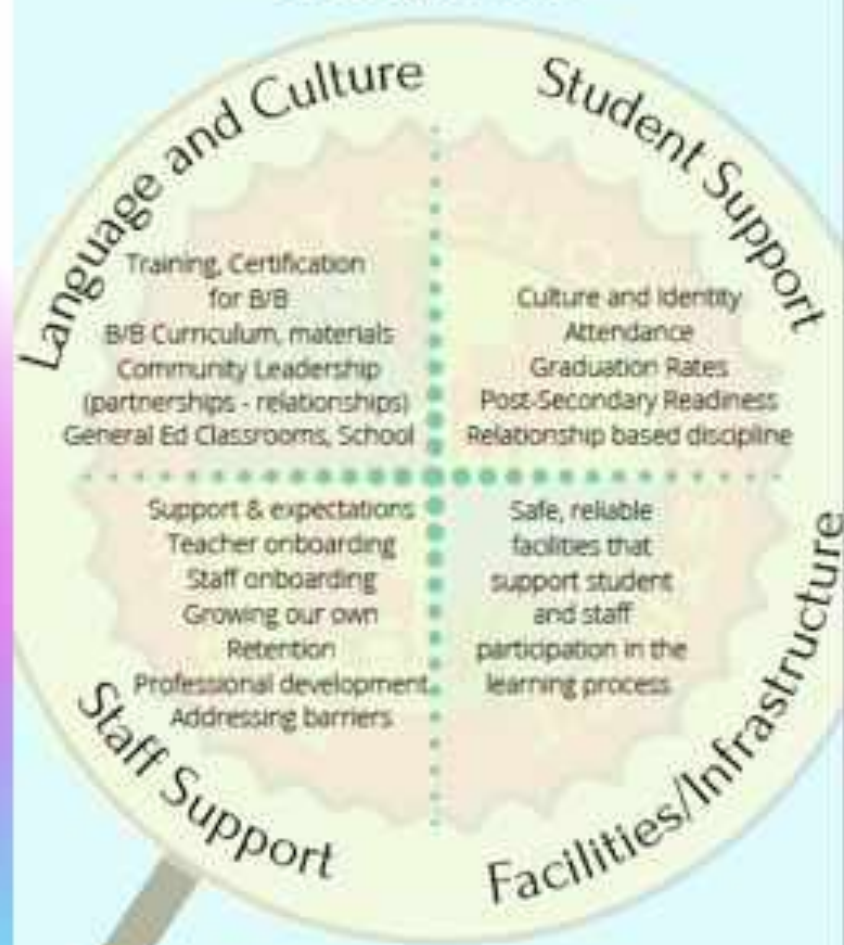 Language and Culture
Training, Certification
for B/B
B/B Curriculum, materials
Community Leadership
(partnerships - relationships)
General Ed Classrooms, School
Student Support
Culture and Identity
Attendance
Graduation Rates
Post-Secondary Readiness
Relationship based discipline
Support & expectations
Teacher onboarding
Staff onboarding
Growing our own
Retention
Professional development
Addressing barriers
Staff Support
Safe, reliable
facilities that
support student
and staff
participation in the
learning process
Facilities/Infrastructure